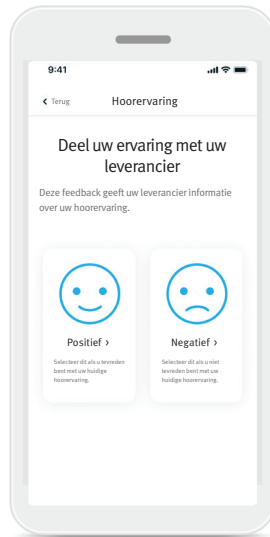 9:41
Terug
Hoorervaring
Deel uw ervaring met uw
leverancier
Deze feedback geeft uw leverancier informatie
over uw hoorervaring.
Positief ›
Selecteer dit als u tevreden
bent met uw huidige
hoorervaring.
Negatief ›
Selecteer dit als u niet
tevreden bent met uw
huidige hoorervaring.